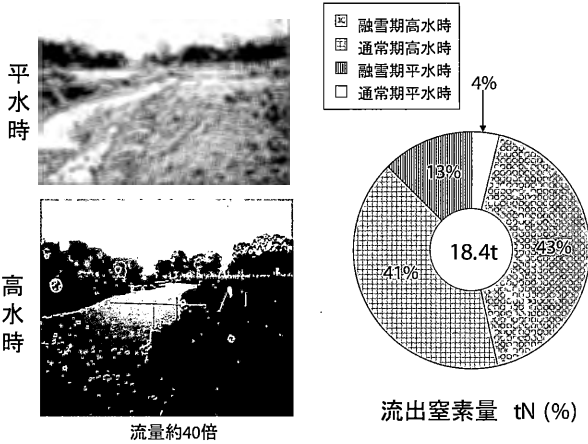 平水時
高水時
流量約40倍
融雪期高水時
通常期高水時
融雪期平水時
通常期平水時
4%
13%
43%
41%
18.4t
流出窒素量 tN (%)